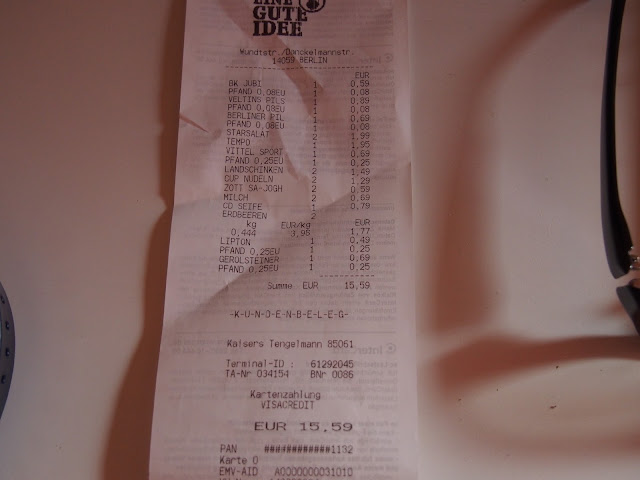 EINE
GUTE
IDEE
Wundtstr./Danckelmannstr.
14059 BERLIN
EUR
BK JUBI 1 0,59
PFAND 0,08EU 1 0,08
VELTINS PILS 1 0,89
PFAND 0,08EU 1 0,08
BERLINER PIL 1 0,69
PFAND 0,08EU 1 0,08
STARSALAT 2 1,99
TEMPO 1 1,95
VITTEL SPORT 1 0,69
PFAND 0,25EU 1 0,25
LANDSCHINKEN 2 1,49
CUP NUDELN 2 1,29
ZOTT SA-JOGH 2 0,59
MILCH 2 0,69
CD SEIFE 1 0,79
ERDBEEREN 2
kg EUR/kg EUR
0,444 3,98 1,77
LIPTON 1 0,49
PFAND 0,25EU 1 0,25
GEROLSTEINER 1 0,69
PFAND 0,25EU 1 0,25
Summe EUR 15,59
-K-U-N-D-E-N-B-E-L-E-G-
Kaisers Tengelmann 85061
Terminal-ID : 61292045
TA-Nr 034154 BNr 0086
Kartenzahlung
VISACREDIT
EUR 15.59
PAN ############1132
Karte 0
EMV-AID A0000000031010